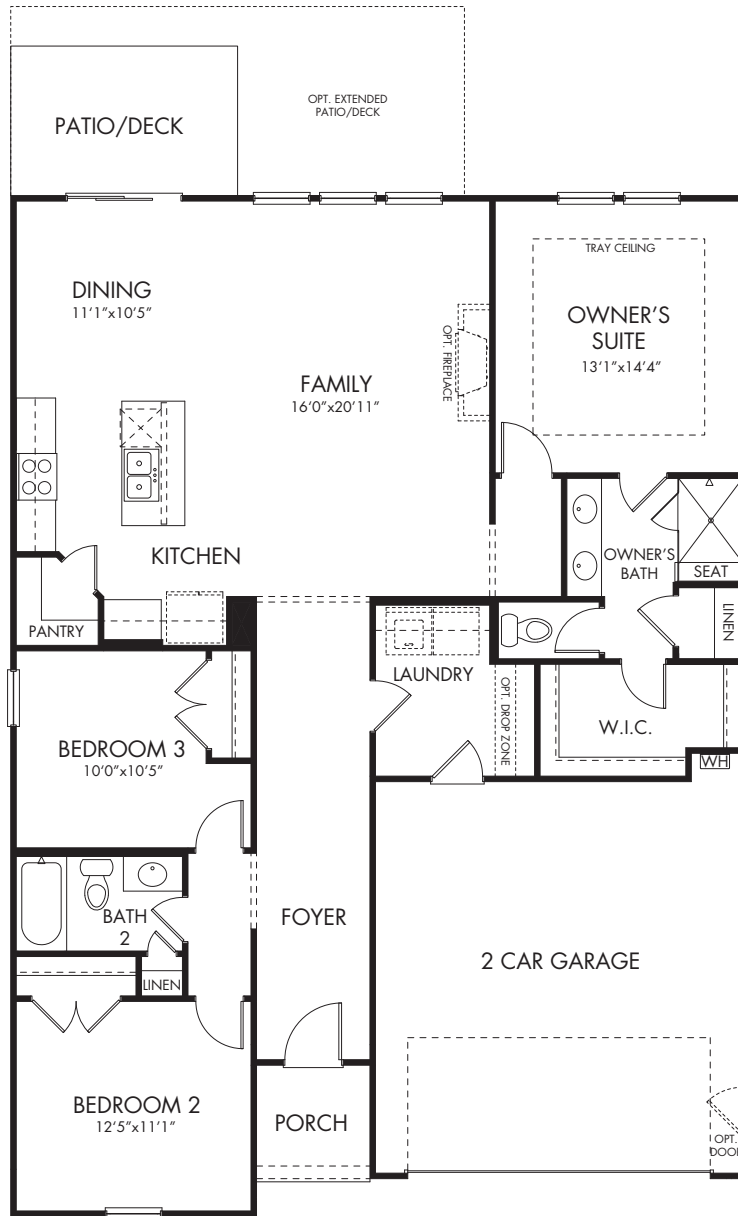 OPT. EXTENDED
PATIO/DECK
PATIO/DECK
TRAY CEILING
DINING
11'1"x10'5"
OWNER'S
SUITE
13'1"x14'4"
OPT. FIREPLACE
FAMILY
16'0"x20'11"
KITCHEN
OWNER'S
BATH
SEAT
PANTRY
LINEN
LAUNDRY
OPT. DROP ZONE
W.I.C.
BEDROOM 3
10'0"x10'5"
WH
BATH
2
FOYER
2 CAR GARAGE
LINEN
BEDROOM 2
12'5"x11'1"
PORCH
OPT.
DOOR